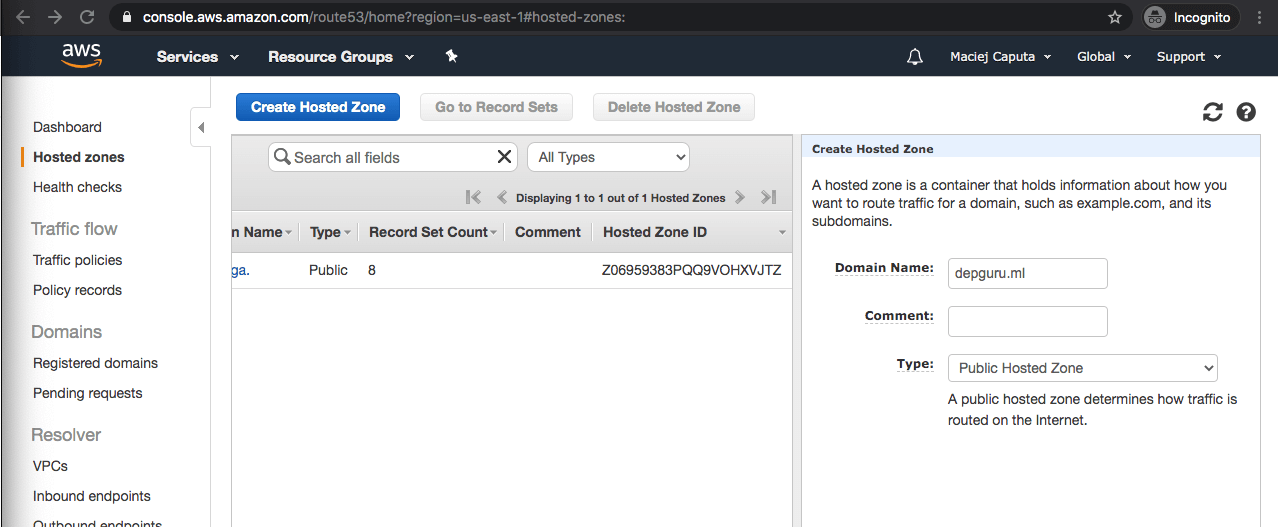 console.aws.amazon.com/route53/home?region=us-east-1#hosted-zones:
Incognito
aws
Services
Resource Groups
Maciej Caputa
Global
Support
Dashboard
Hosted zones
Health checks
Traffic flow
Traffic policies
Policy records
Domains
Registered domains
Pending requests
Resolver
VPCs
Inbound endpoints
Outbound endpoints
Create Hosted Zone
Go to Record Sets
Delete Hosted Zone
Search all fields
All Types
Displaying 1 to 1 out of 1 Hosted Zones
n Name Type Record Set Count Comment Hosted Zone ID
ga. Public 8 Z06959383PQQ9VOHXVJTZ
Create Hosted Zone
A hosted zone is a container that holds information about how you
want to route traffic for a domain, such as example.com, and its
subdomains.
Domain Name: depguru.ml
Comment:
Type: Public Hosted Zone
A public hosted zone determines how traffic is
routed on the Internet.